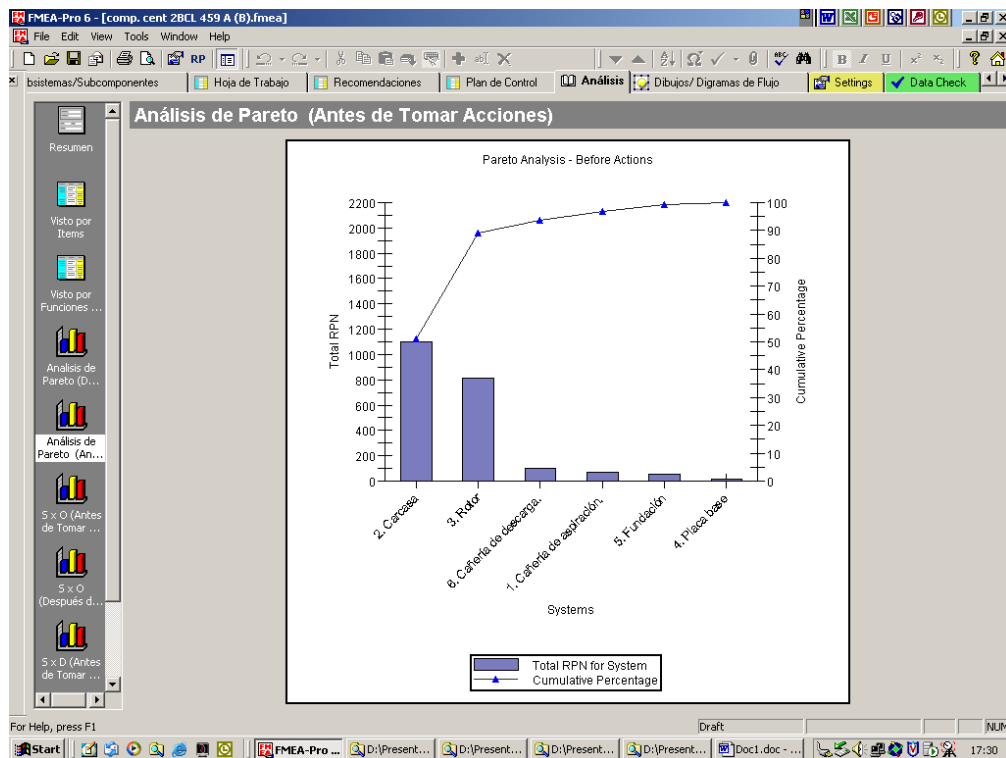 FMEA-Pro 6 - [comp. cent 2BCL 459 A (B).fmea]
File Edit View Tools Window Help
RP
B I U x² x₂
bsistemas/Subcomponentes Hoja de Trabajo Recomendaciones Plan de Control Análisis Dibujos/ Digramas de Flujo Settings Data Check
Análisis de Pareto (Antes de Tomar Acciones)
Resumen
Visto por
Items
Visto por
Funciones ...
Analisis de
Pareto (D...
Análisis de
Pareto (An...
S x O (Antes
de Tomar ...
S x O
(Después d...
S x D (Antes
de Tomar ...
Pareto Analysis - Before Actions
Total RPN
2200
2000
1800
1600
1400
1200
1000
800
600
400
200
0
100
90
80
70
60
50
40
30
20
10
0
Cumulative Percentage
2. Carcasa
3. Rotor
6. Cañería de descarga.
1. Cañería de aspiración.
5. Fundación
4. Placa base
Systems
Total RPN for System
Cumulative Percentage
For Help, press F1
Draft
NUM
Start FMEA-Pro ... D:\Present... D:\Present... D:\Present... D:\Present... Doc1.doc - ... 17:30